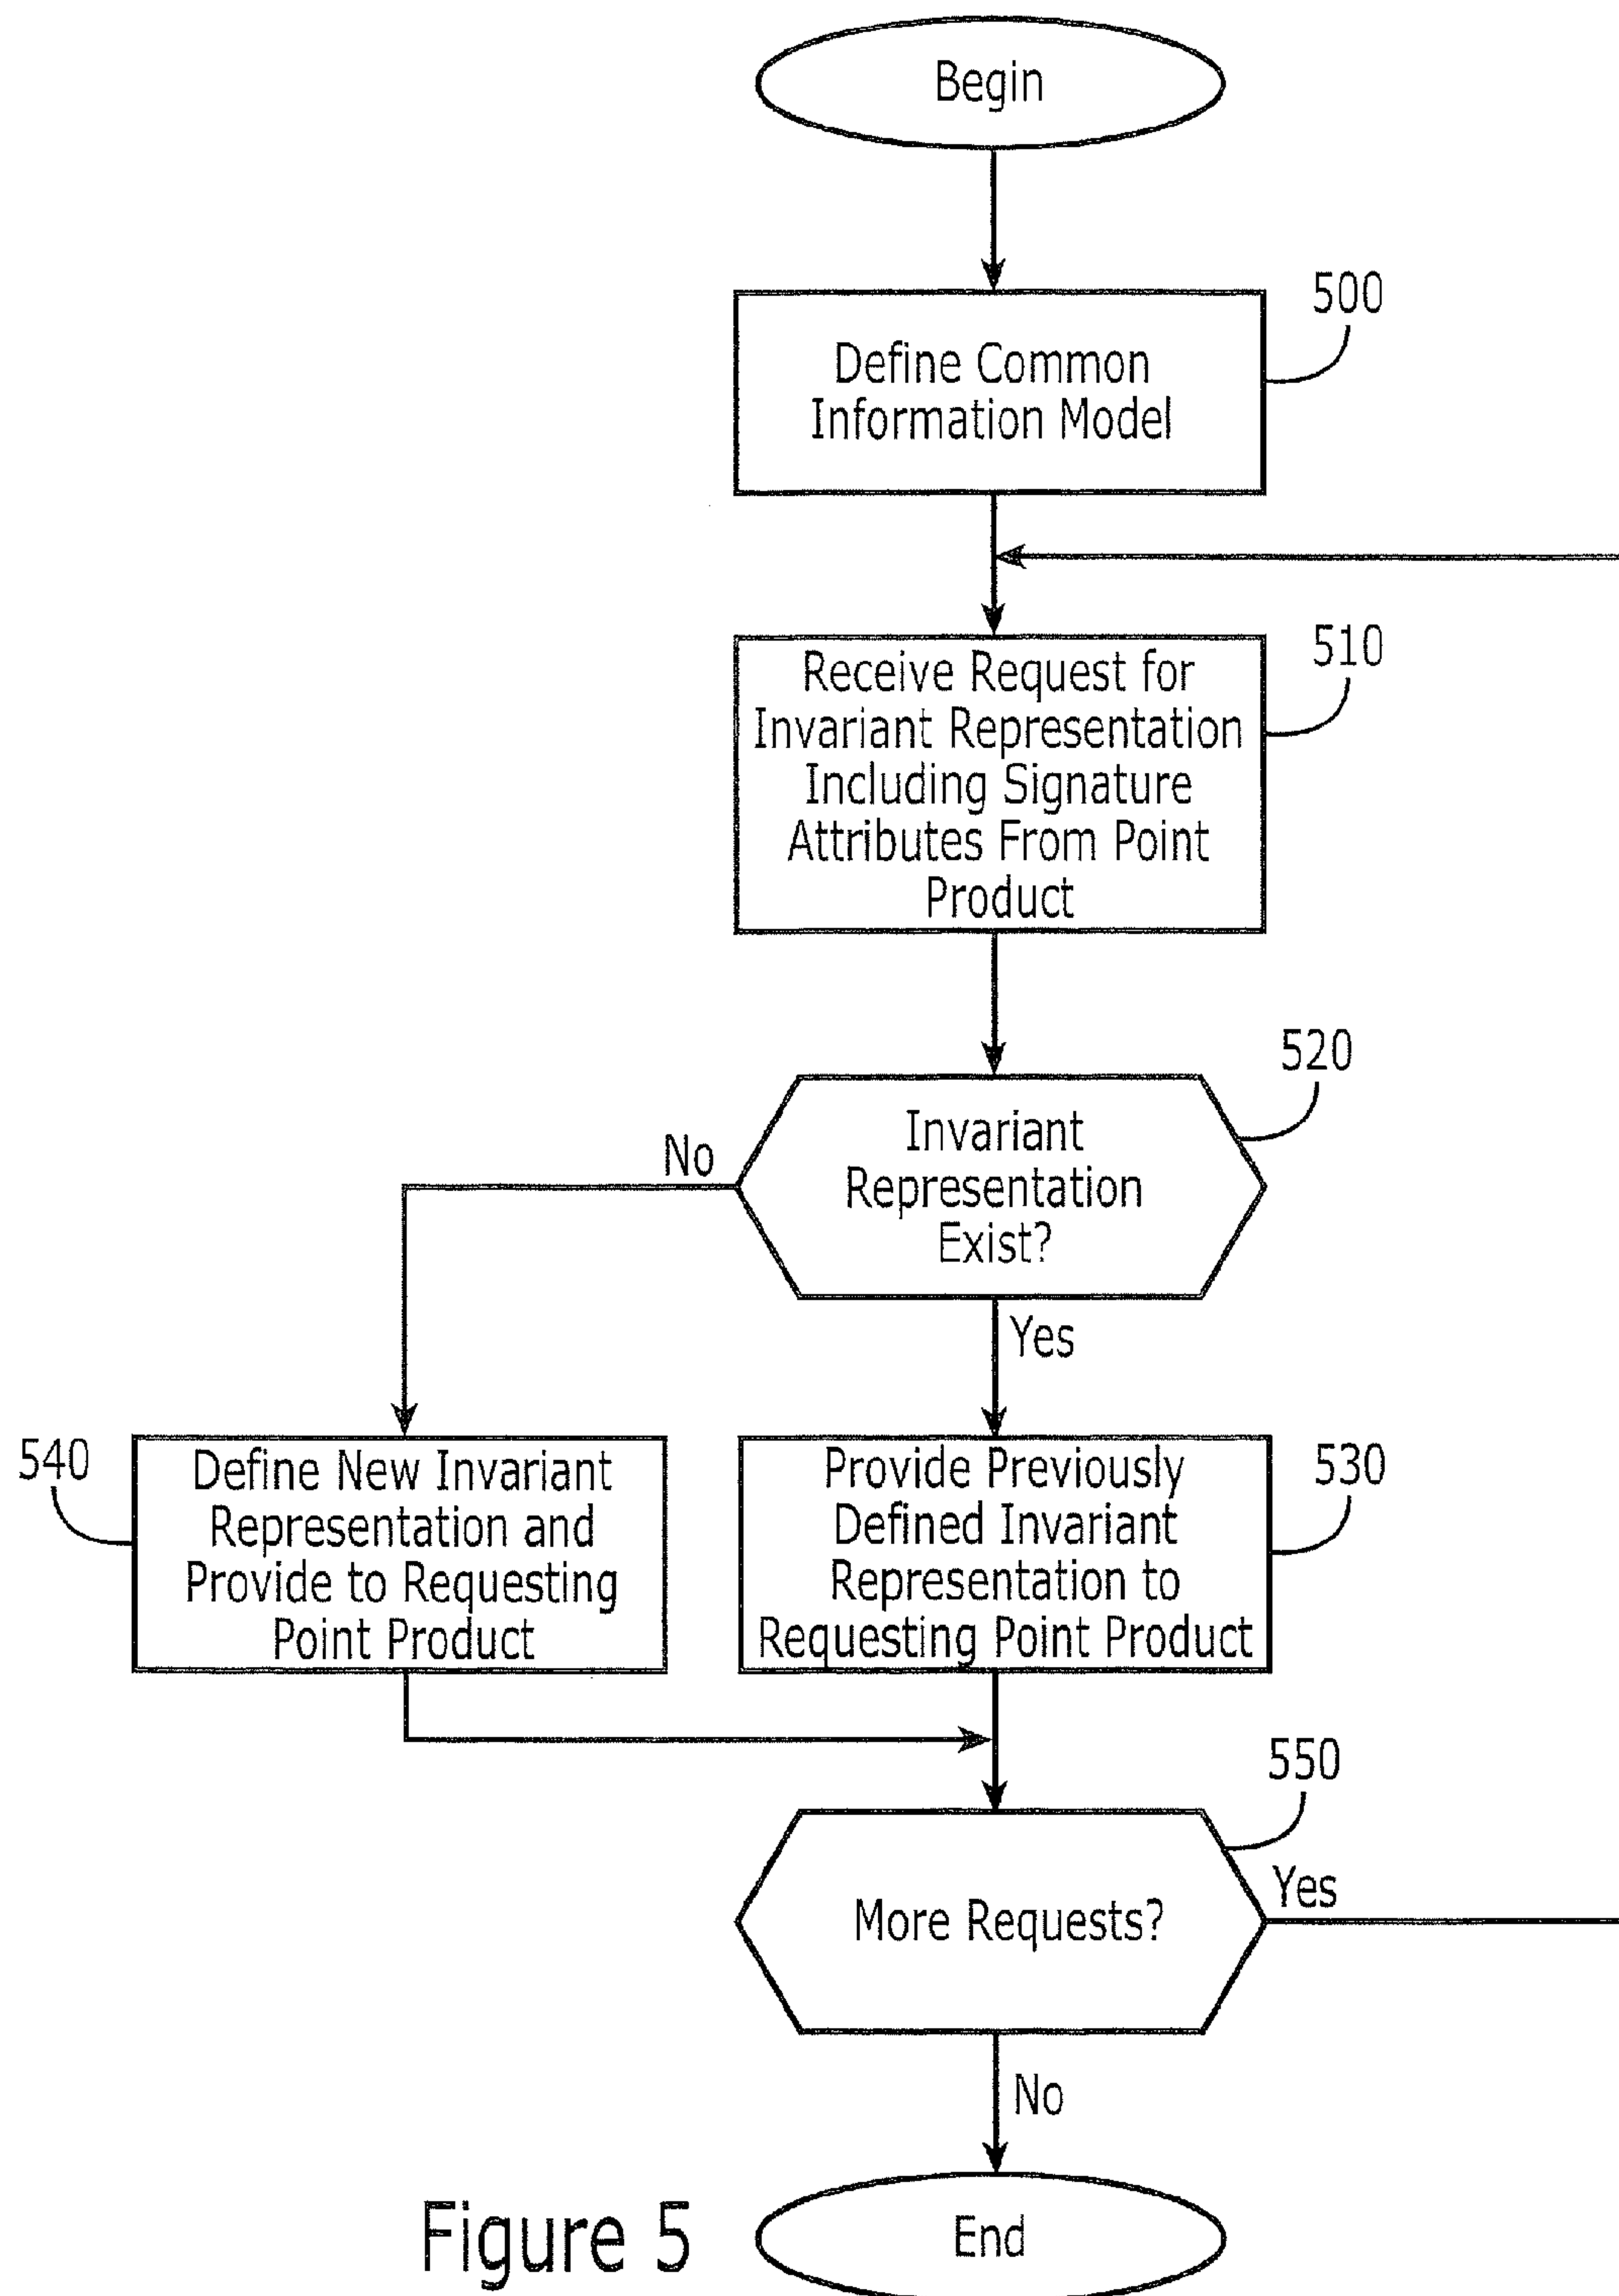 Begin
500
Define Common
Information Model
510
Receive Request for
Invariant Representation
Including Signature
Attributes From Point
Product
520
Invariant
Representation
Exist?
No
Yes
540
Define New Invariant
Representation and
Provide to Requesting
Point Product
Provide Previously
Defined Invariant
Representation to
Requesting Point Product
530
550
More Requests?
Yes
No
End
Figure 5